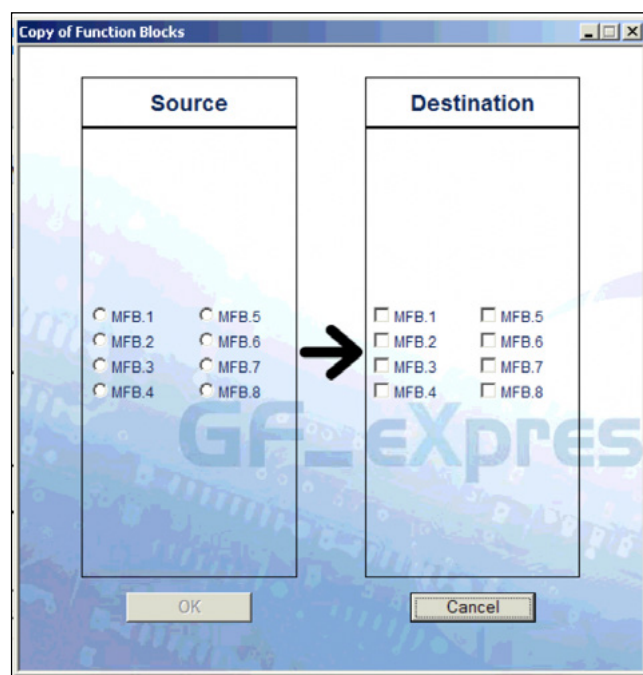 Copy of Function Blocks
Source
Destination
MFB.1 MFB.5
MFB.2 MFB.6
MFB.3 MFB.7
MFB.4 MFB.8
MFB.1 MFB.5
MFB.2 MFB.6
MFB.3 MFB.7
MFB.4 MFB.8
GF_eXpres
OK
Cancel